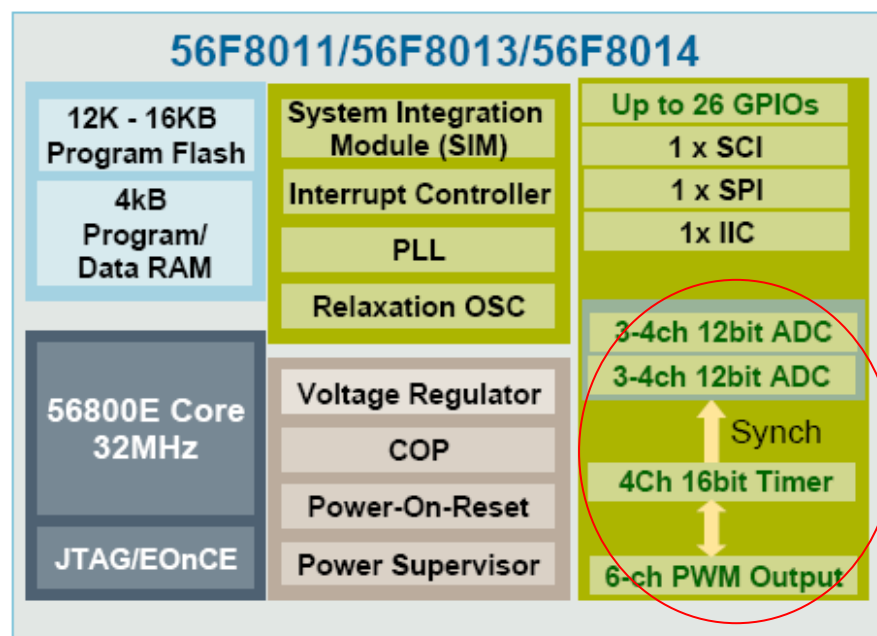 56F8011/56F8013/56F8014
12K - 16KB
Program Flash
4kB
Program/
Data RAM
56800E Core
32MHz
JTAG/EOnCE
System Integration
Module (SIM)
Interrupt Controller
PLL
Relaxation OSC
Voltage Regulator
COP
Power-On-Reset
Power Supervisor
Up to 26 GPIOs
1 x SCI
1 x SPI
1x IIC
3-4ch 12bit ADC
3-4ch 12bit ADC
Synch
4Ch 16bit Timer
6-ch PWM Output